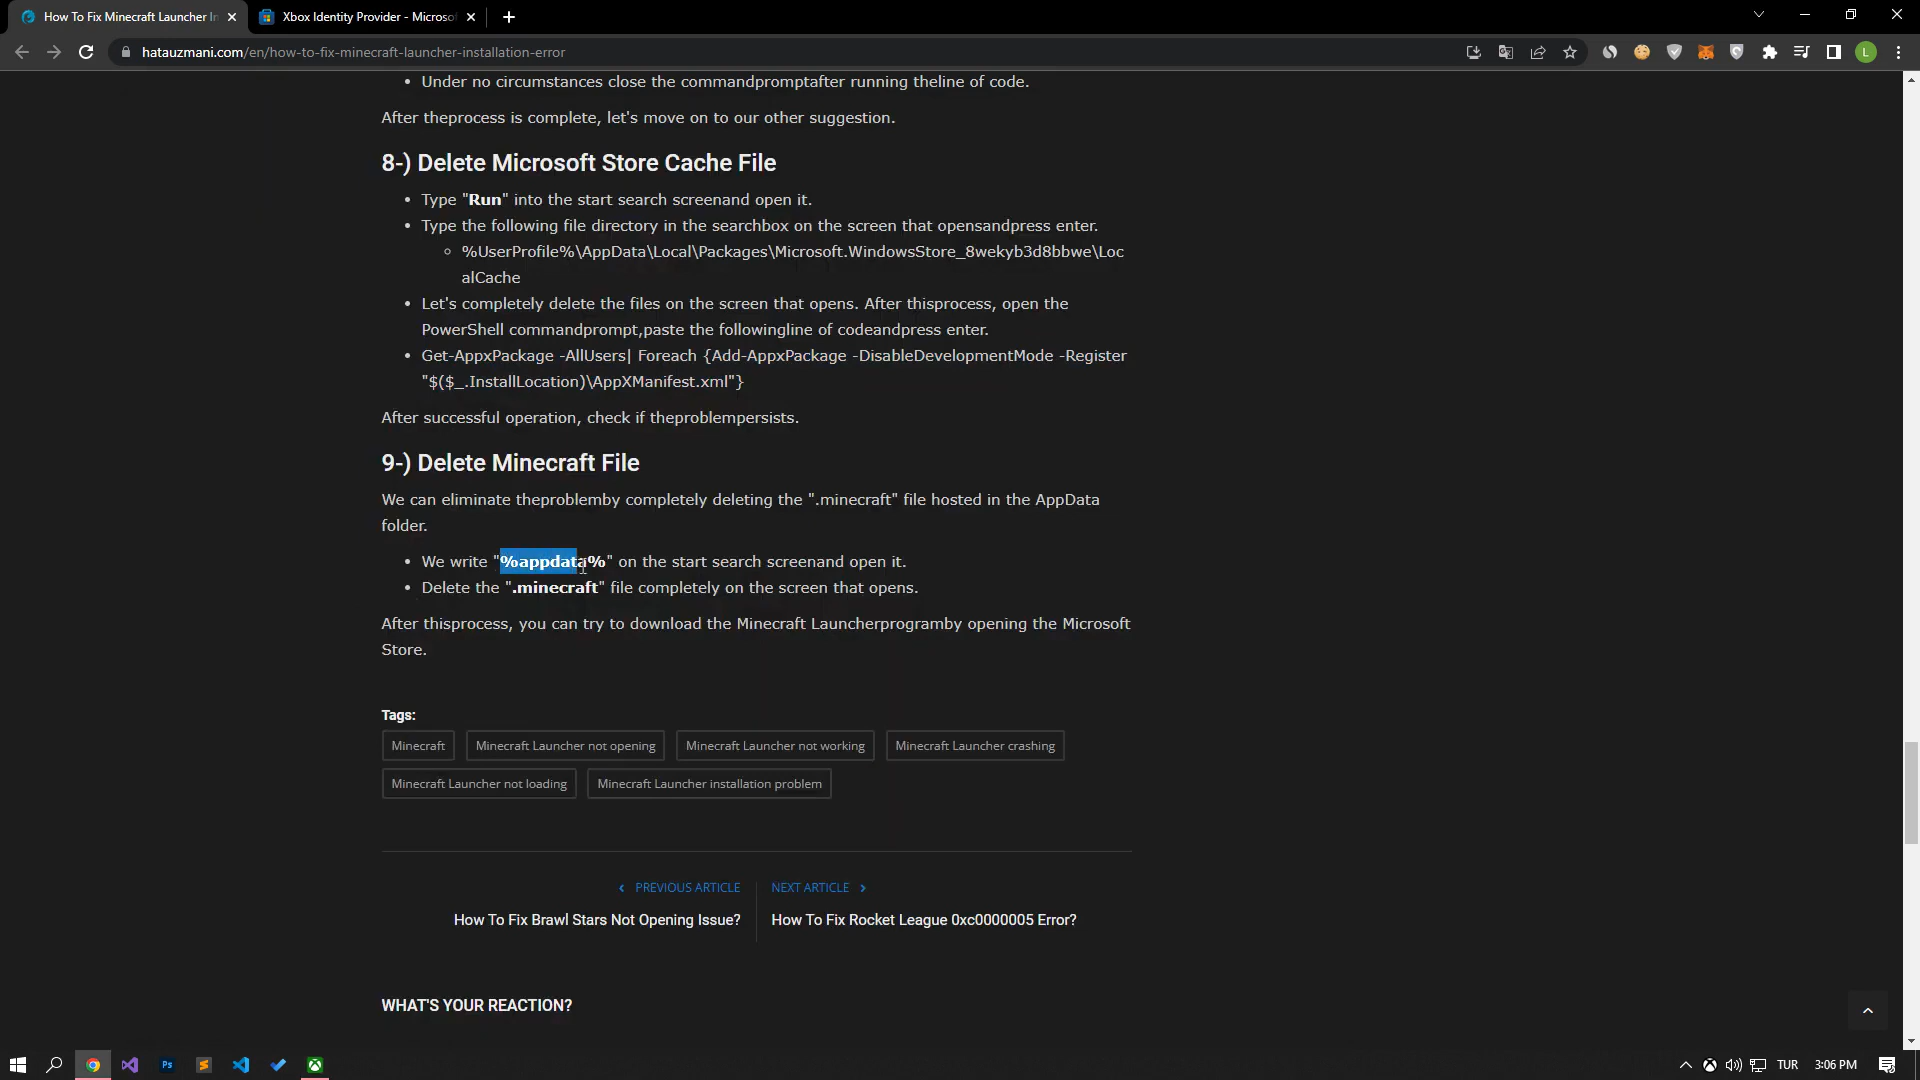 How To Fix Minecraft Launcher In
Xbox Identity Provider - Microsof
hatauzmani.com/en/how-to-fix-minecraft-launcher-installation-error
L
• Under no circumstances close the commandpromptafter running theline of code.
After theprocess is complete, let's move on to our other suggestion.
8-) Delete Microsoft Store Cache File
• Type "Run" into the start search screenand open it.
• Type the following file directory in the searchbox on the screen that opensandpress enter.
◦ %UserProfile%\AppData\Local\Packages\Microsoft.WindowsStore_8wekyb3d8bbwe\Loc
alCache
• Let's completely delete the files on the screen that opens. After thisprocess, open the
PowerShell commandprompt,paste the followingline of codeandpress enter.
• Get-AppxPackage -AllUsers| Foreach {Add-AppxPackage -DisableDevelopmentMode -Register
"$($_.InstallLocation)\AppXManifest.xml"}
After successful operation, check if theproblempersists.
9-) Delete Minecraft File
We can eliminate theproblemby completely deleting the ".minecraft" file hosted in the AppData
folder.
• We write "%appdata%" on the start search screenand open it.
• Delete the ".minecraft" file completely on the screen that opens.
After thisprocess, you can try to download the Minecraft Launcherprogramby opening the Microsoft
Store.
Tags:
Minecraft
Minecraft Launcher not opening
Minecraft Launcher not working
Minecraft Launcher crashing
Minecraft Launcher not loading
Minecraft Launcher installation problem
PREVIOUS ARTICLE
How To Fix Brawl Stars Not Opening Issue?
NEXT ARTICLE
How To Fix Rocket League 0xc0000005 Error?
WHAT'S YOUR REACTION?
Ps
TUR
3:06 PM